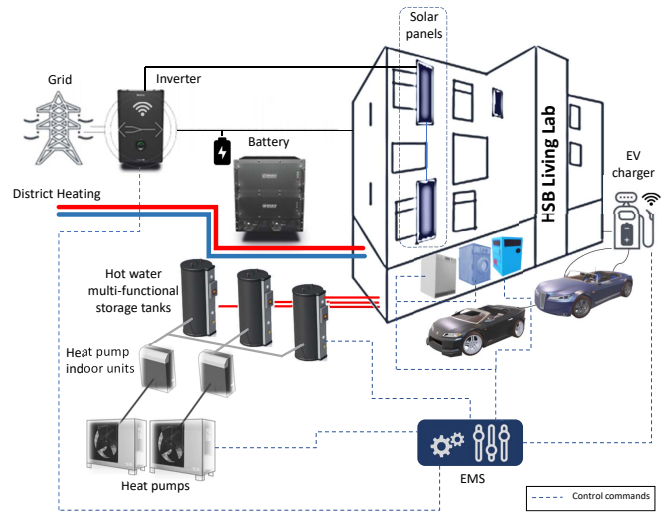 Solar
panels
Grid
Inverter
Battery
HSB Living Lab
EV
charger
District Heating
Hot water
multi-functional
storage tanks
Heat pump
indoor units
Heat pumps
EMS
Control commands